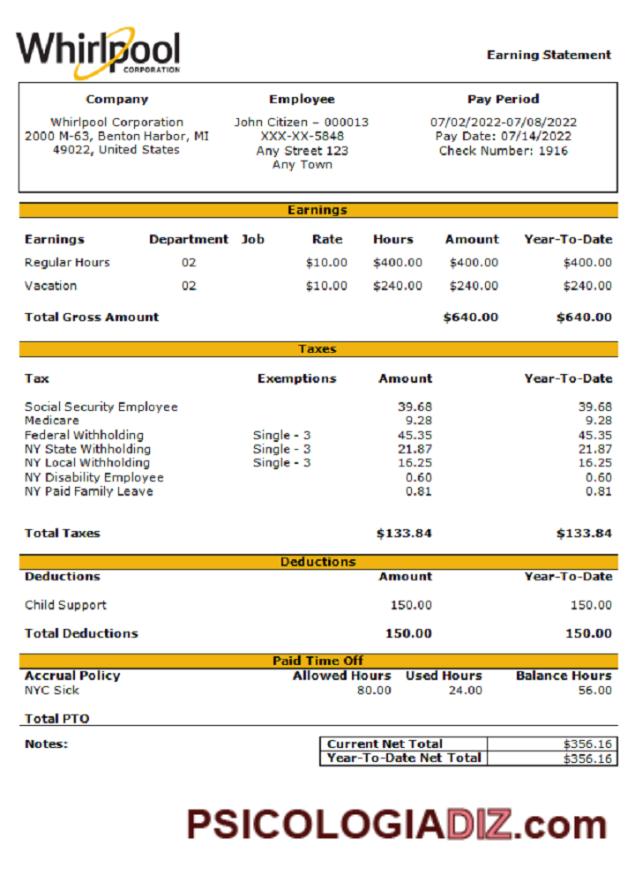 Whirlpool
CORPORATION
Earning Statement
Company
Whirlpool Corporation
2000 M-63, Benton Harbor, MI
49022, United States
Employee
John Citizen – 000013
XXX-XX-5848
Any Street 123
Any Town
Pay Period
07/02/2022-07/08/2022
Pay Date: 07/14/2022
Check Number: 1916
Earnings
Earnings Department Job Rate Hours Amount Year-To-Date
Regular Hours 02 $10.00 $400.00 $400.00 $400.00
Vacation 02 $10.00 $240.00 $240.00 $240.00
Total Gross Amount $640.00 $640.00
Taxes
Tax Exemptions Amount Year-To-Date
Social Security Employee 39.68 39.68
Medicare 9.28 9.28
Federal Withholding Single - 3 45.35 45.35
NY State Withholding Single - 3 21.87 21.87
NY Local Withholding Single - 3 16.25 16.25
NY Disability Employee 0.60 0.60
NY Paid Family Leave 0.81 0.81
Total Taxes $133.84 $133.84
Deductions
Deductions Amount Year-To-Date
Child Support 150.00 150.00
Total Deductions 150.00 150.00
Paid Time Off
Accrual Policy Allowed Hours Used Hours Balance Hours
NYC Sick 80.00 24.00 56.00
Total PTO
Notes:
Current Net Total $356.16
Year-To-Date Net Total $356.16
PSICOLOGIADIZ.com